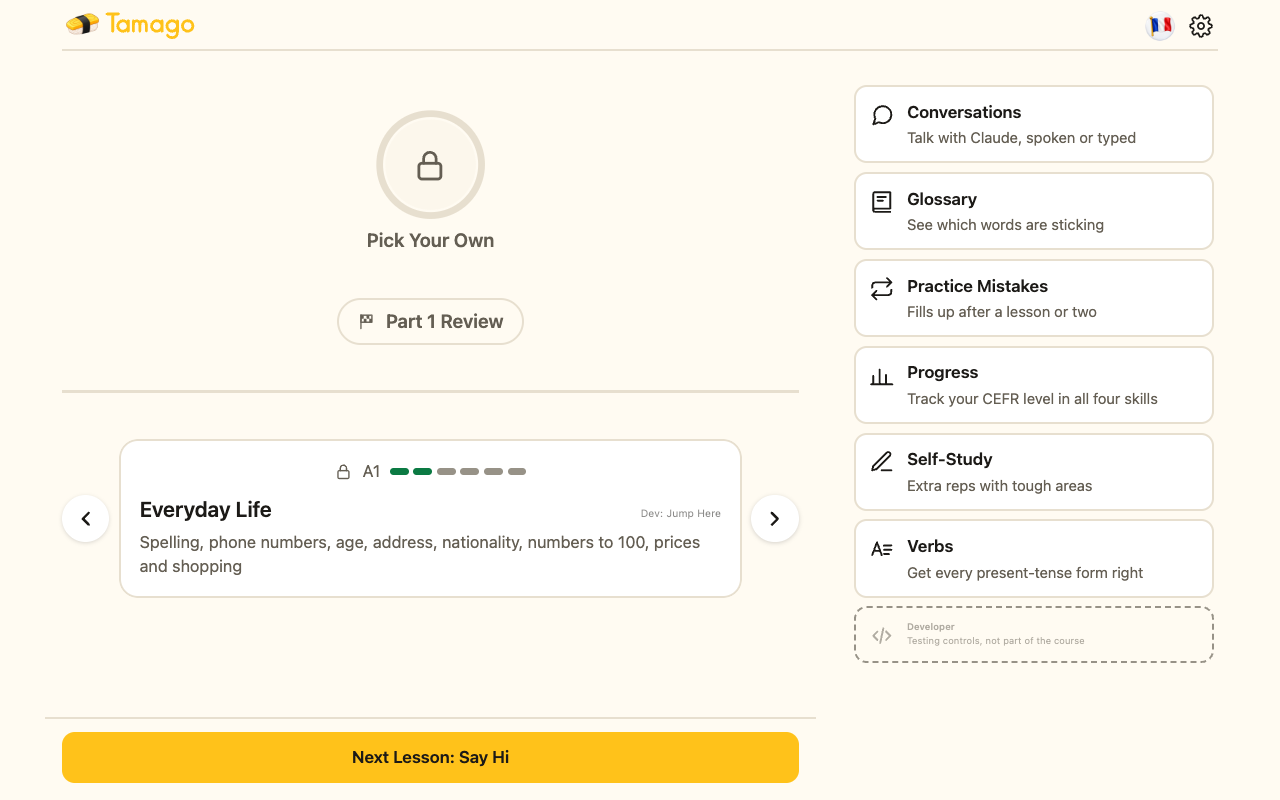 Tamago
Pick Your Own
Part 1 Review
A1
Everyday Life
Dev: Jump Here
Spelling, phone numbers, age, address, nationality, numbers to 100, prices
and shopping
Next Lesson: Say Hi
Conversations
Talk with Claude, spoken or typed
Glossary
See which words are sticking
Practice Mistakes
Fills up after a lesson or two
Progress
Track your CEFR level in all four skills
Self-Study
Extra reps with tough areas
Verbs
Get every present-tense form right
Developer
Testing controls, not part of the course